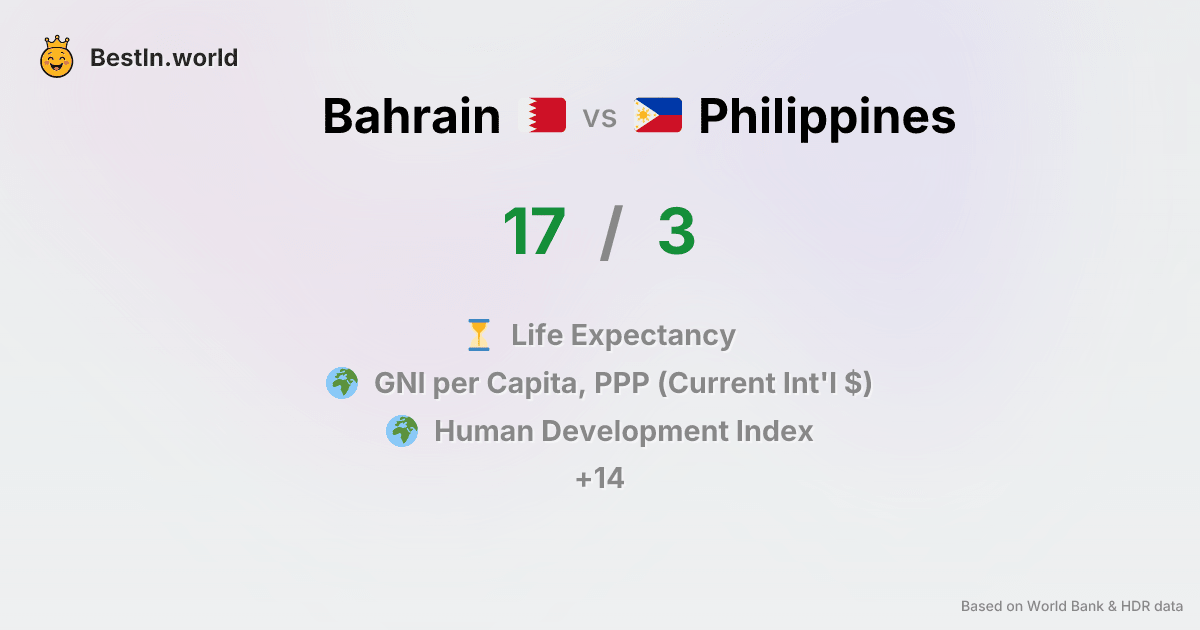 BestIn.world
Bahrain vs Philippines
17 / 3
Life Expectancy
GNI per Capita, PPP (Current Int'l $)
Human Development Index
+14
Based on World Bank & HDR data